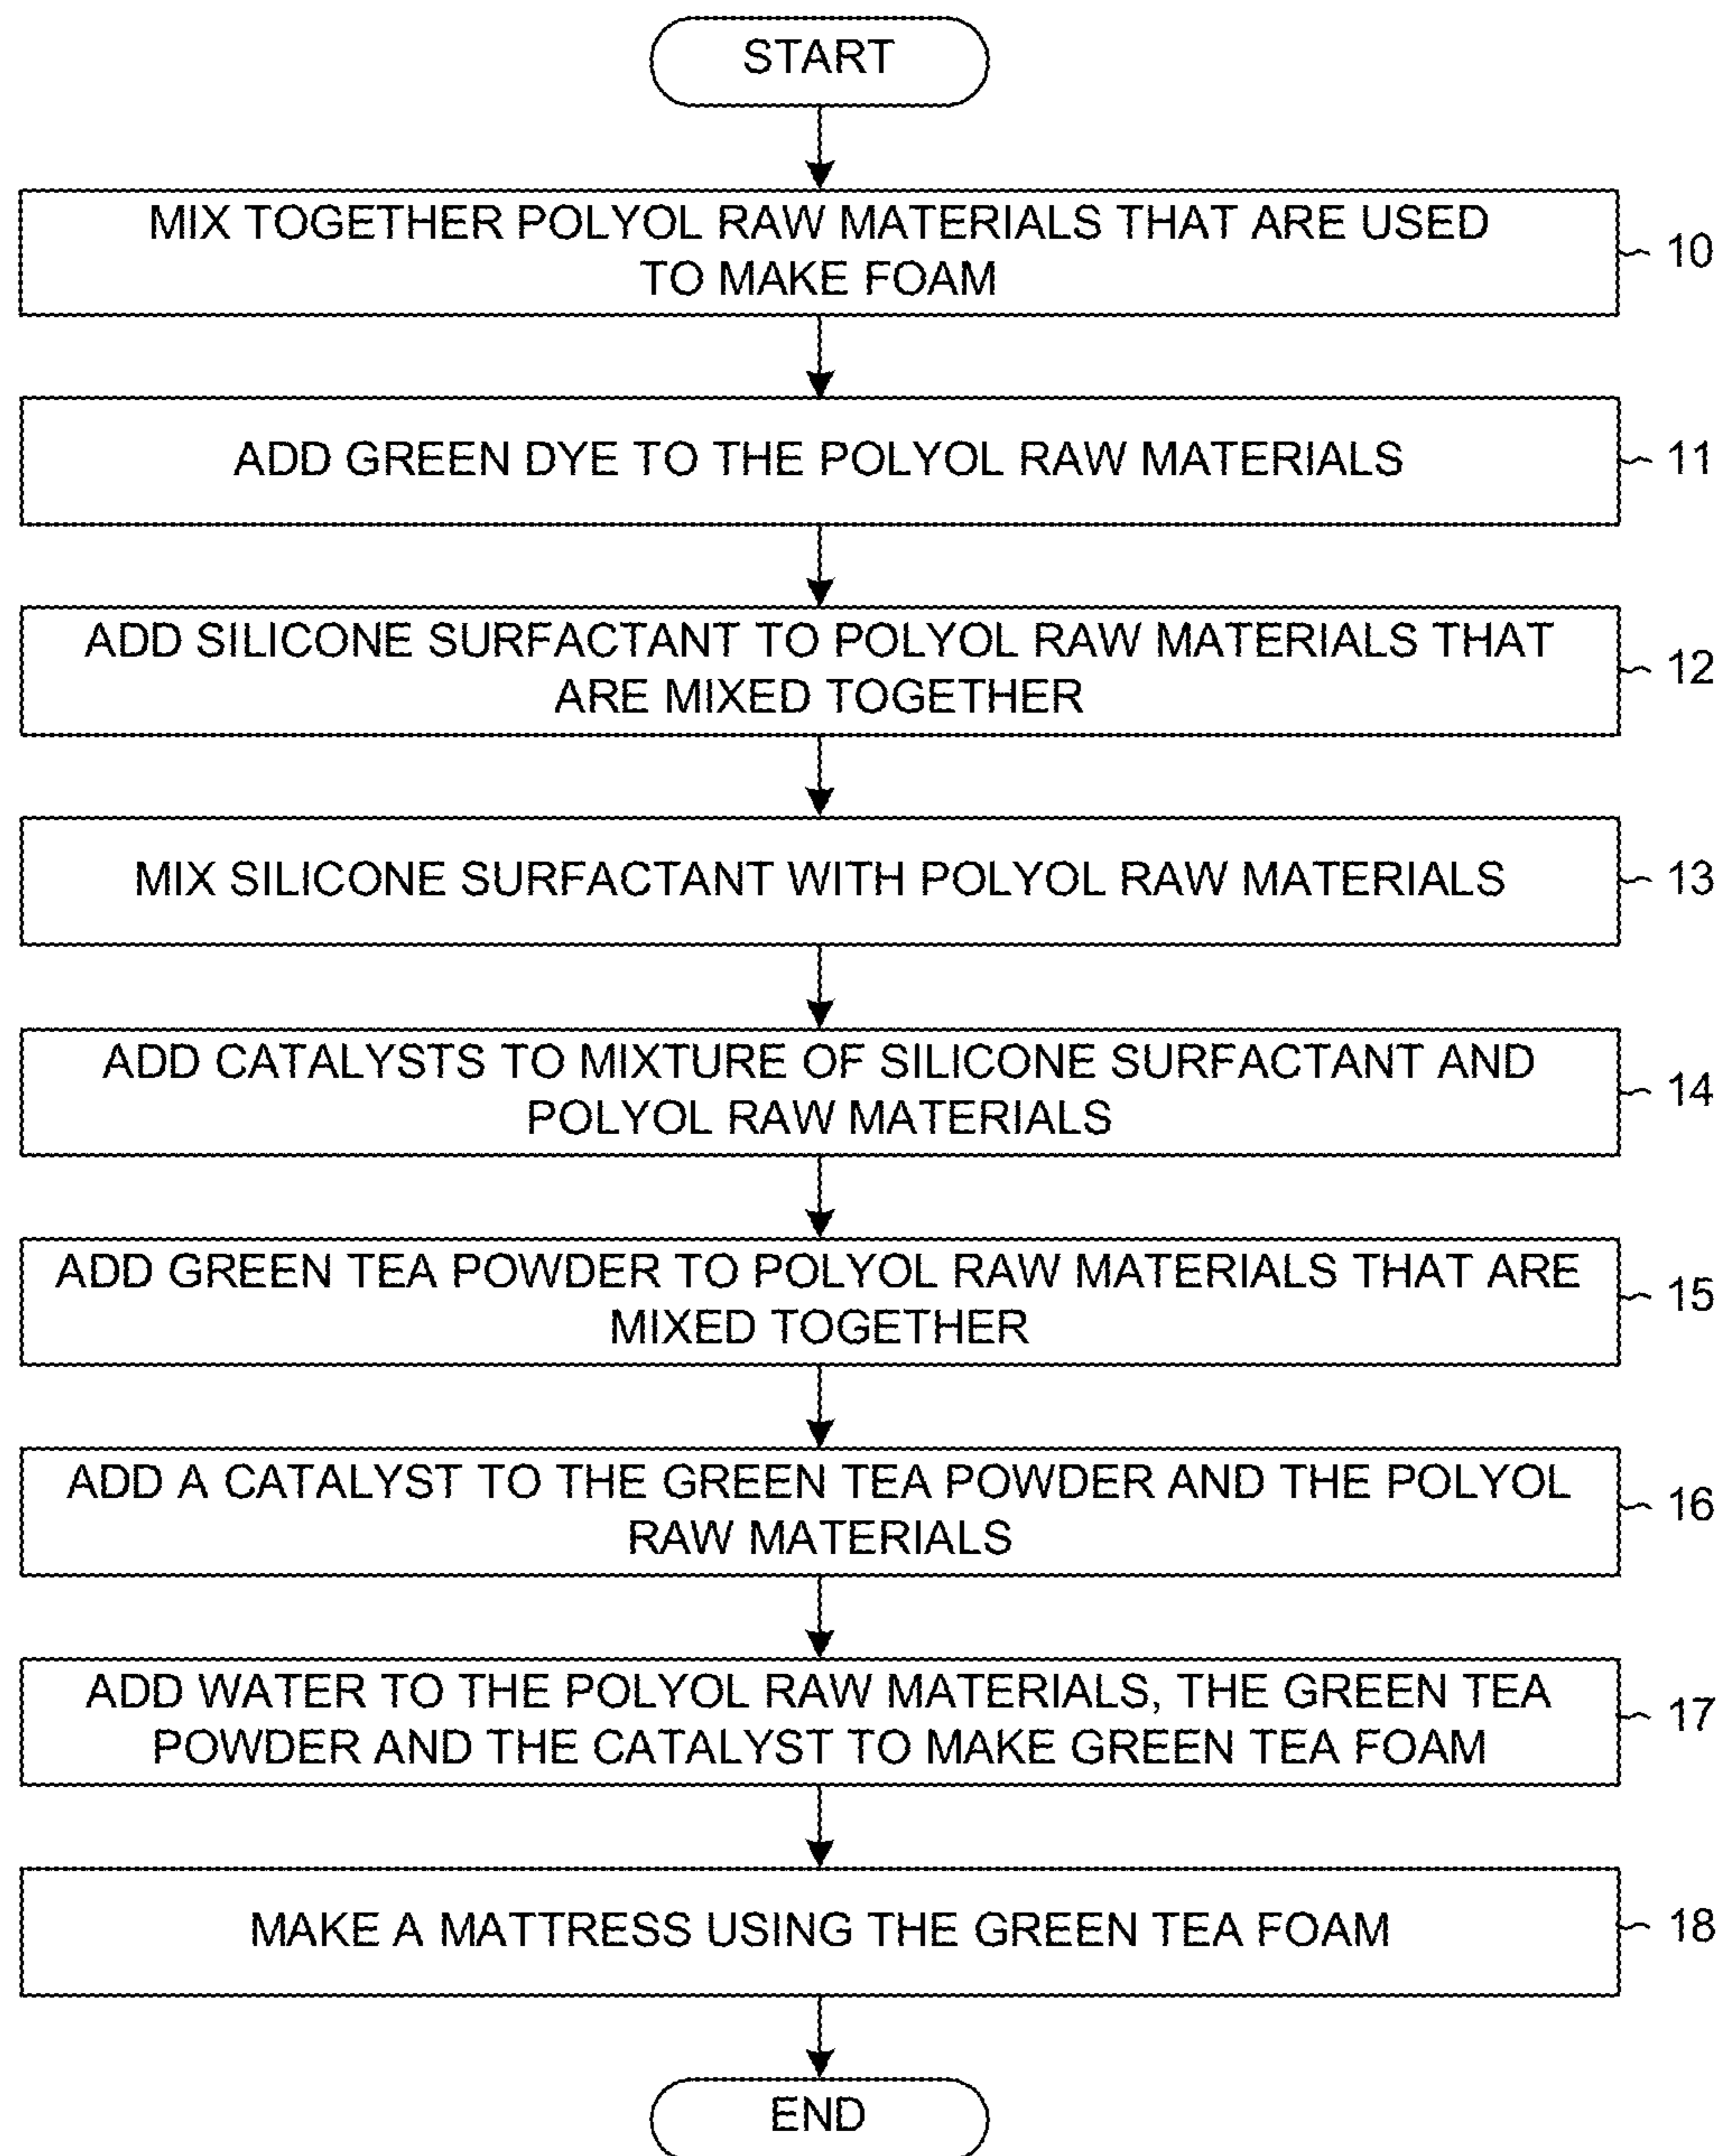 START
MIX TOGETHER POLYOL RAW MATERIALS THAT ARE USED
TO MAKE FOAM
10
ADD GREEN DYE TO THE POLYOL RAW MATERIALS
11
ADD SILICONE SURFACTANT TO POLYOL RAW MATERIALS THAT
ARE MIXED TOGETHER
12
MIX SILICONE SURFACTANT WITH POLYOL RAW MATERIALS
13
ADD CATALYSTS TO MIXTURE OF SILICONE SURFACTANT AND
POLYOL RAW MATERIALS
14
ADD GREEN TEA POWDER TO POLYOL RAW MATERIALS THAT ARE
MIXED TOGETHER
15
ADD A CATALYST TO THE GREEN TEA POWDER AND THE POLYOL
RAW MATERIALS
16
ADD WATER TO THE POLYOL RAW MATERIALS, THE GREEN TEA
POWDER AND THE CATALYST TO MAKE GREEN TEA FOAM
17
MAKE A MATTRESS USING THE GREEN TEA FOAM
18
END